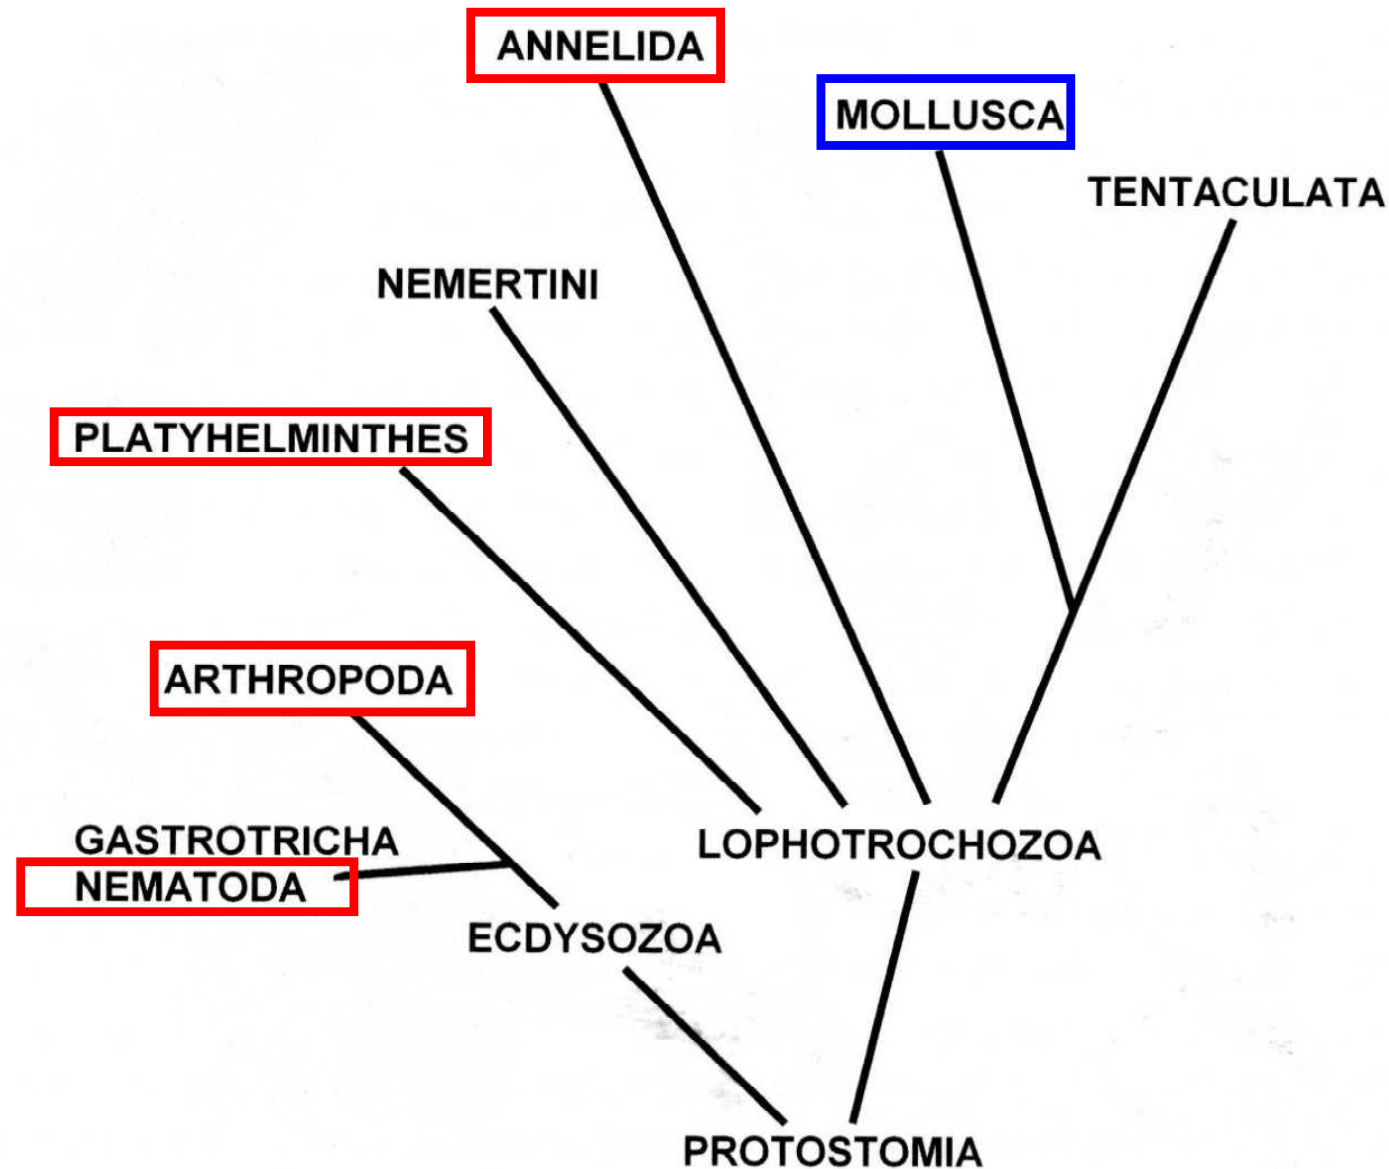 ANNELIDA
MOLLUSCA
TENTACULATA
NEMERTINI
PLATYHELMINTHES
ARTHROPODA
GASTROTRICHA
NEMATODA
LOPHOTROCHOZOA
ECDYSOZOA
PROTOSTOMIA